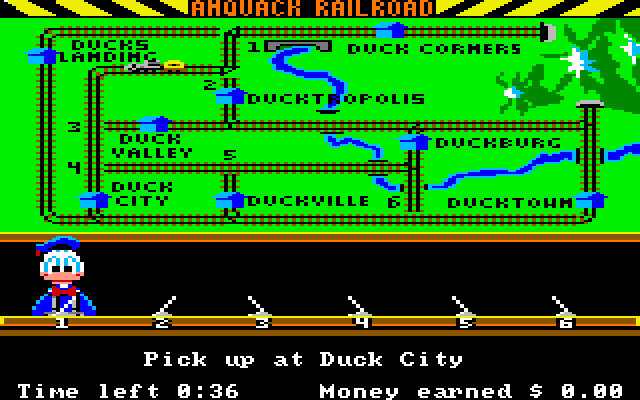 AMQUACK RAILROAD
DUCKS
LANDING
1 DUCK CORNERS
2
DUCKTROPOLIS
3
DUCK
VALLEY
DUCKBURG
4
5
DUCK
CITY
DUCKVILLE
6
DUCKTOWN
1 2 3 4 5 6
Pick up at Duck City
Time left 0:36 Money earned $ 0.00